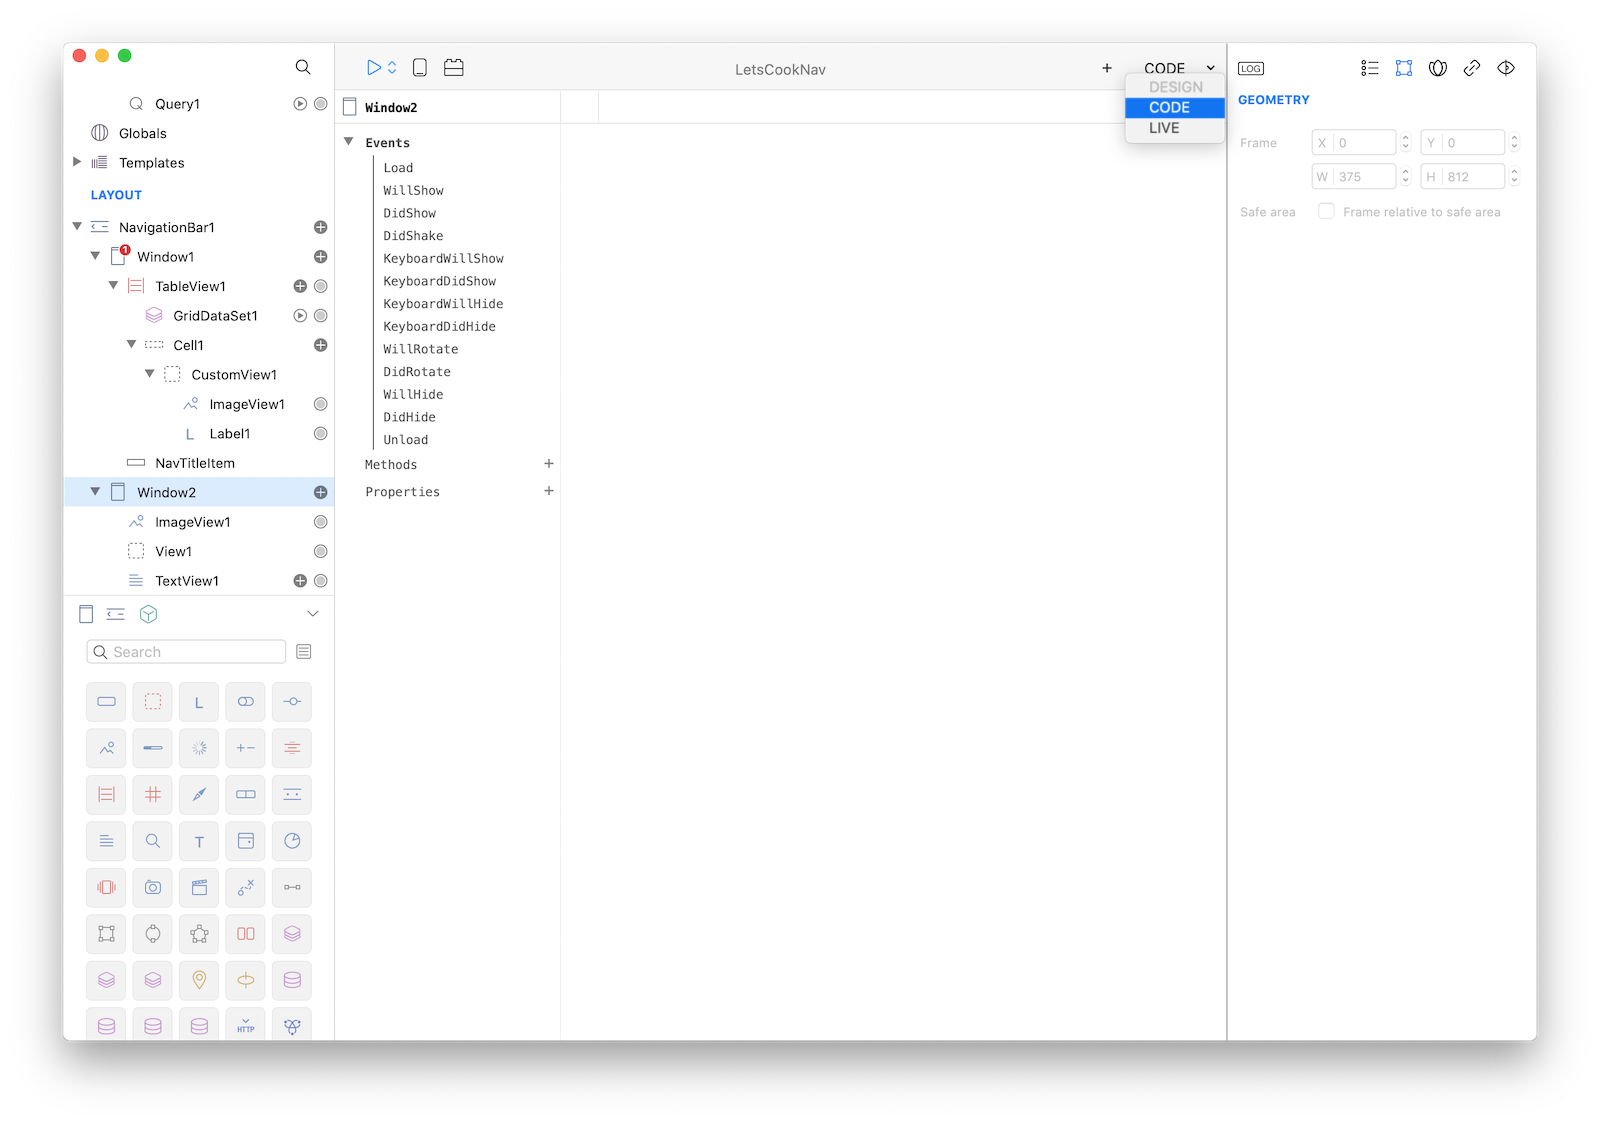 Query1
Globals
Templates
LAYOUT
NavigationBar1
1
Window1
TableView1
GridDataSet1
Cell1
CustomView1
ImageView1
L Label1
NavTitleItem
Window2
ImageView1
View1
TextView1
Search
L
T
HTTP
LetsCookNav
CODE
DESIGN
CODE
LIVE
Window2
Events
Load
WillShow
DidShow
DidShake
KeyboardWillShow
KeyboardDidShow
KeyboardWillHide
KeyboardDidHide
WillRotate
DidRotate
WillHide
DidHide
Unload
Methods
Properties
LOG
GEOMETRY
Frame X 0 Y 0
W 375 H 812
Safe area Frame relative to safe area